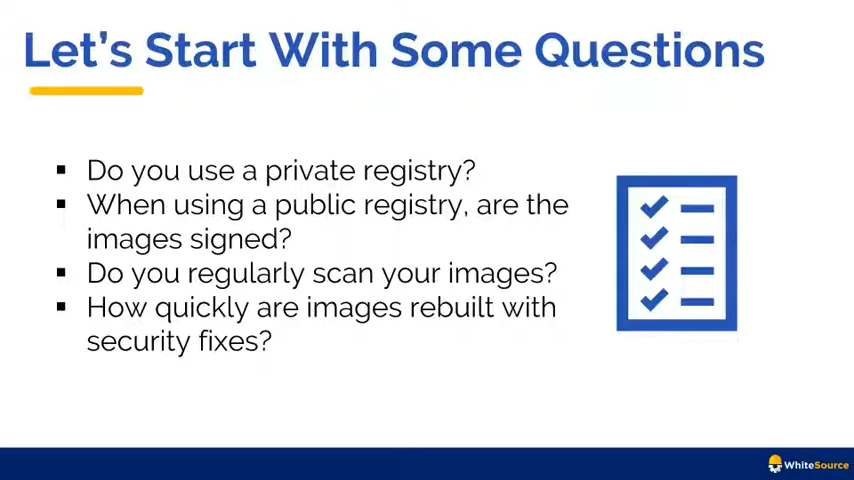 Let's Start With Some Questions
▪ Do you use a private registry?
▪ When using a public registry, are the
images signed?
▪ Do you regularly scan your images?
▪ How quickly are images rebuilt with
security fixes?
WhiteSource